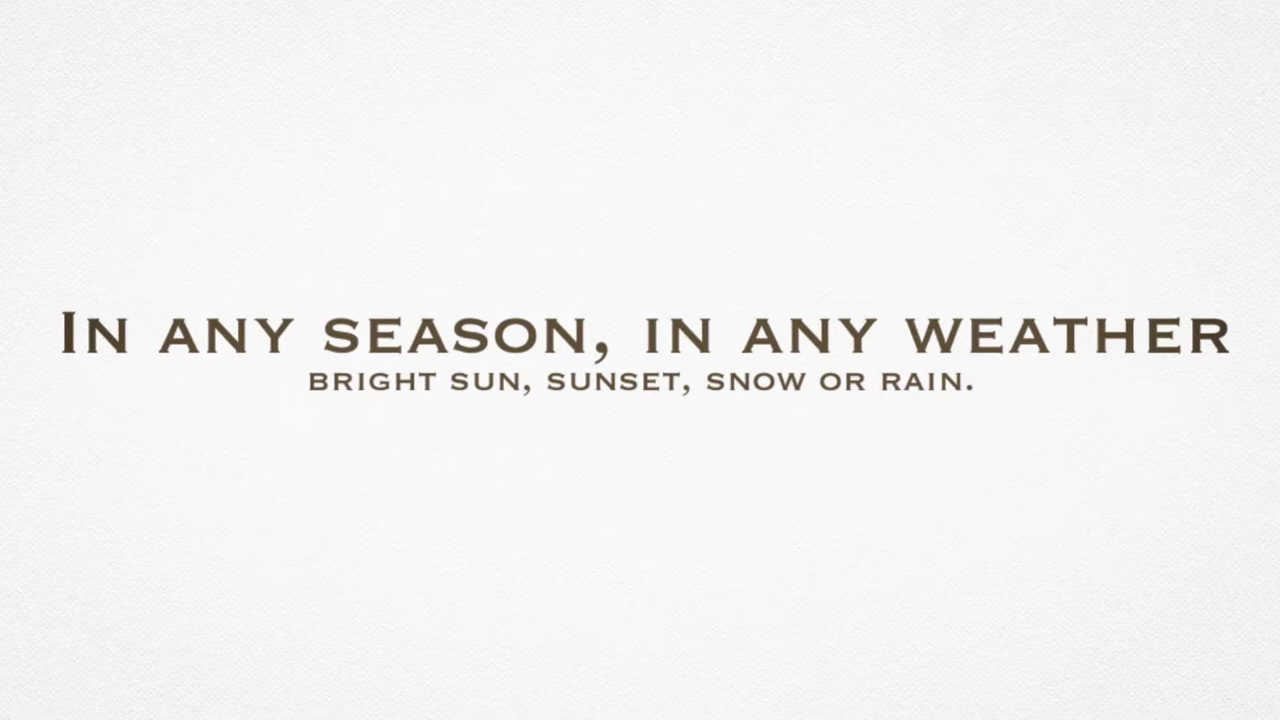 In any season, in any weather
bright sun, sunset, snow or rain.